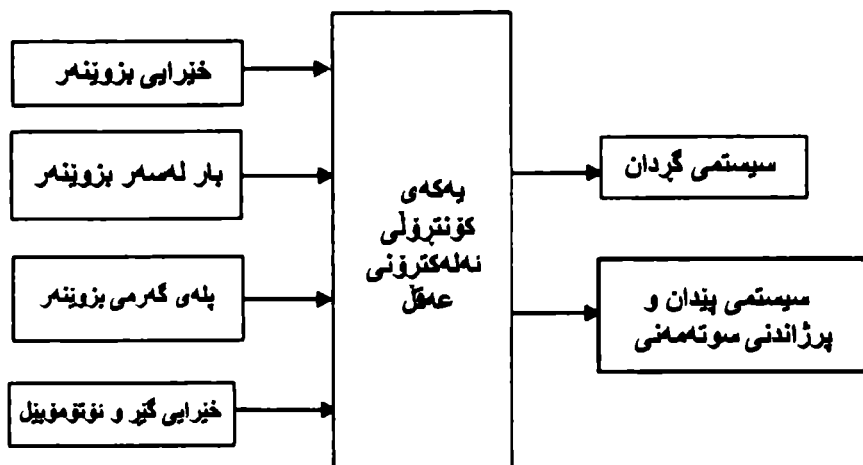 خێرایی بزوێنەر
بار لەسەر بزوێنەر
پلەی گەرمی بزوێنەر
خێرایی گێڕ و ئۆتۆمۆبێل
یەکەی
کۆنترۆڵی
ئەلەکترۆنی
عەقڵ
سیستمی گڕدان
سیستمی پێدان و
پرژاندنی سوتەمەنی